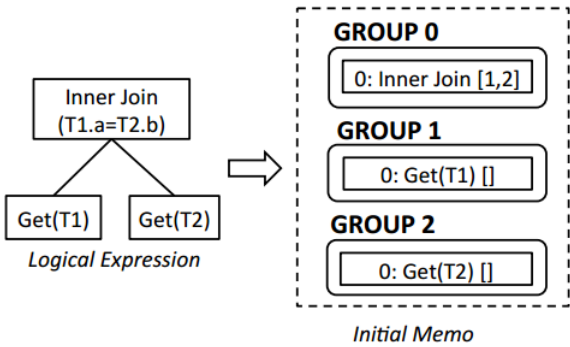 Inner Join
(T1.a=T2.b)
Get(T1)
Get(T2)
Logical Expression
GROUP 0
0: Inner Join [1,2]
GROUP 1
0: Get(T1) []
GROUP 2
0: Get(T2) []
Initial Memo